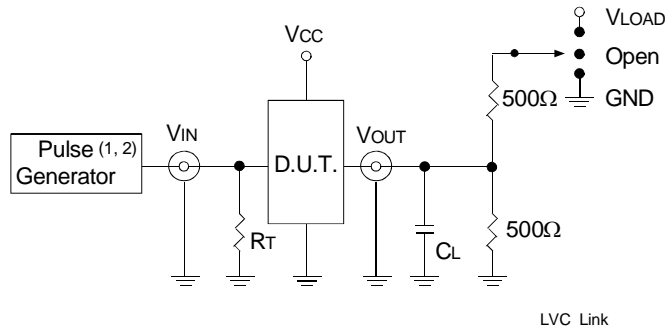 VLOAD
VCC
Open
500Ω
GND
VIN
VOUT
Pulse (1, 2)
Generator
D.U.T.
RT
CL
500Ω
LVC Link